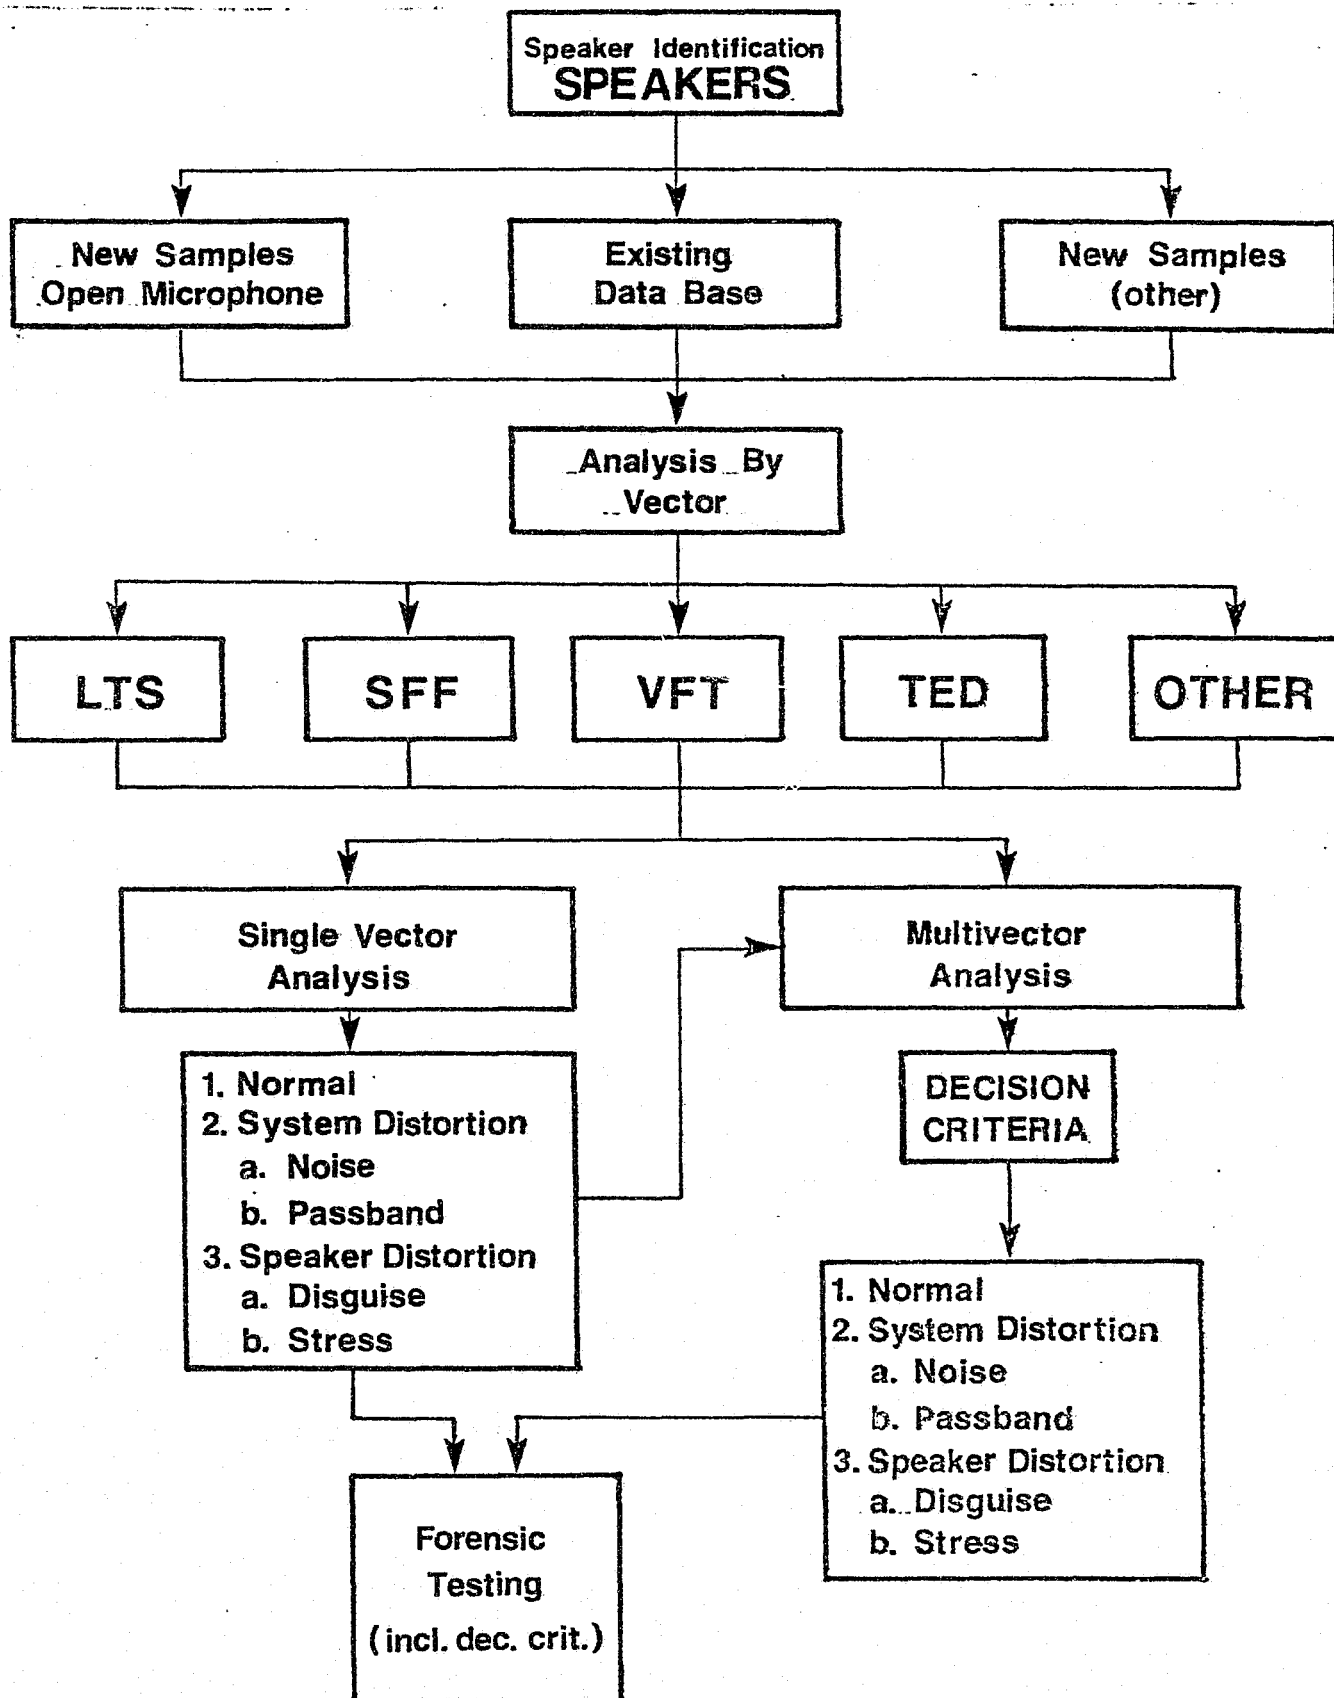 Speaker Identification
SPEAKERS
New Samples
Open Microphone
Existing
Data Base
New Samples
(other)
Analysis By
Vector
LTS
SFF
VFT
TED
OTHER
Single Vector
Analysis
Multivector
Analysis
1. Normal
2. System Distortion
a. Noise
b. Passband
3. Speaker Distortion
a. Disguise
b. Stress
DECISION
CRITERIA
1. Normal
2. System Distortion
a. Noise
b. Passband
3. Speaker Distortion
a. Disguise
b. Stress
Forensic
Testing
(incl. dec. crit.)